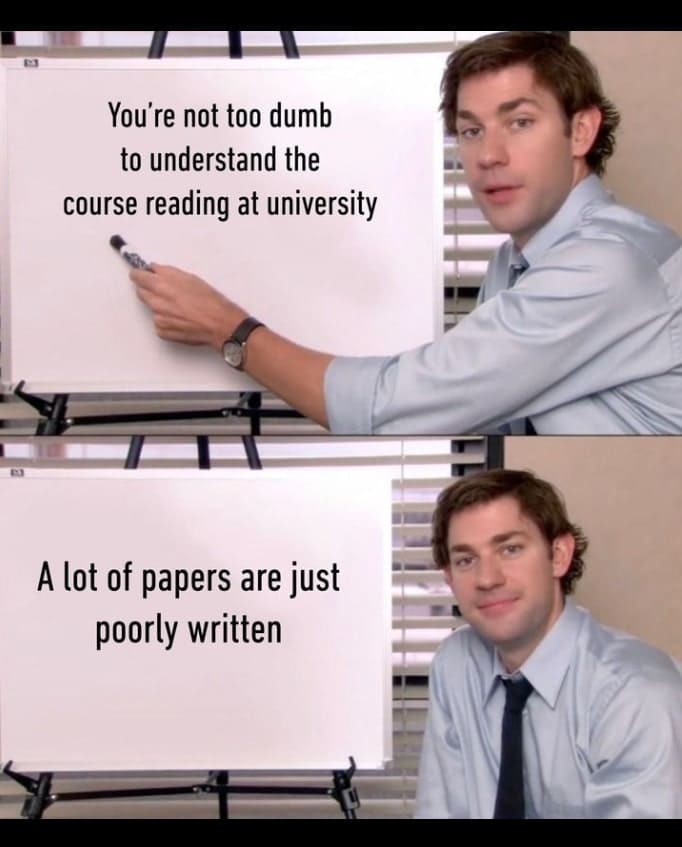 You're not too dumb
to understand the
course reading at university
A lot of papers are just
poorly written